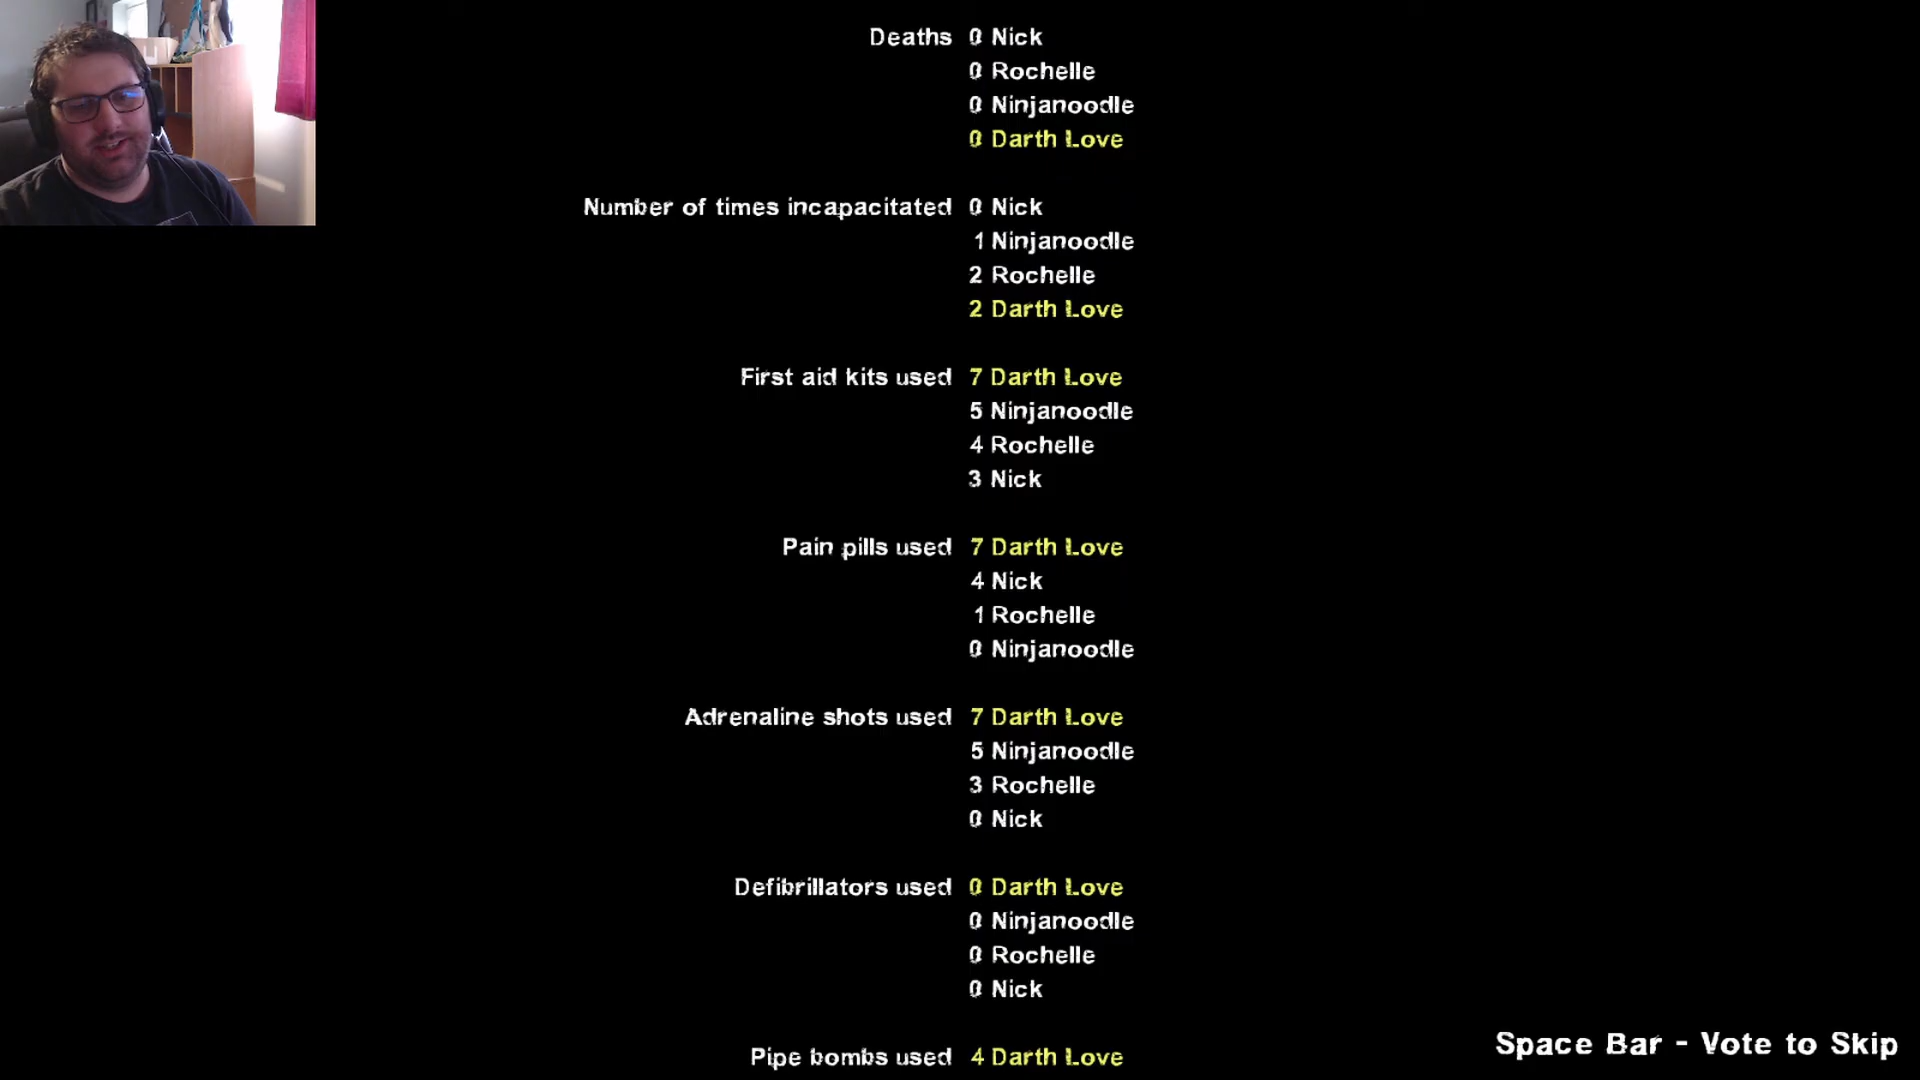 Deaths 0 Nick
0 Rochelle
0 Ninjanoodle
0 Darth Love
Number of times incapacitated 0 Nick
1 Ninjanoodle
2 Rochelle
2 Darth Love
First aid kits used 7 Darth Love
5 Ninjanoodle
4 Rochelle
3 Nick
Pain pills used 7 Darth Love
4 Nick
1 Rochelle
0 Ninjanoodle
Adrenaline shots used 7 Darth Love
5 Ninjanoodle
3 Rochelle
0 Nick
Defibrillators used 0 Darth Love
0 Ninjanoodle
0 Rochelle
0 Nick
Pipe bombs used 4 Darth Love
Space Bar - Vote to Skip